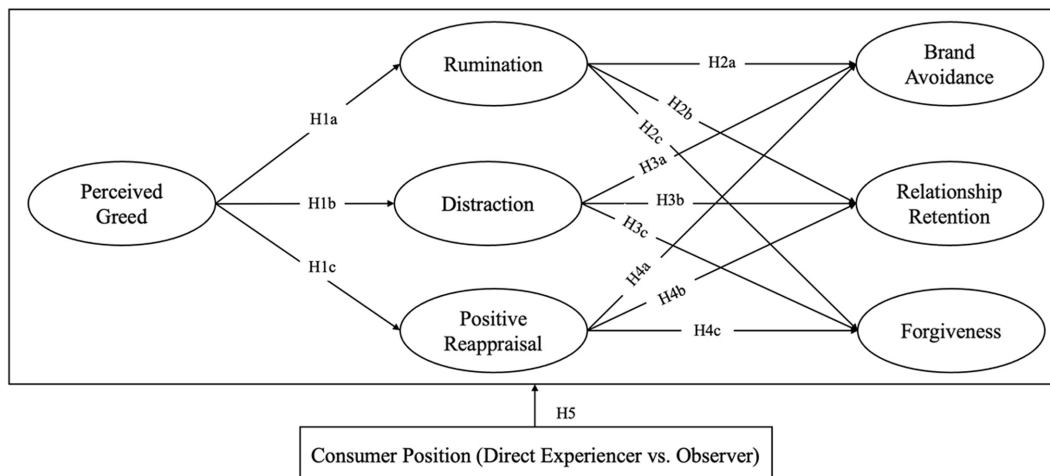 Rumination
H2a
Brand
Avoidance
H2b
H2c
H1a
H3a
Perceived
Greed
H1b
Distraction
H3b
Relationship
Retention
H3c
H1c
H4a
H4b
Positive
Reappraisal
H4c
Forgiveness
H5
Consumer Position (Direct Experiencer vs. Observer)